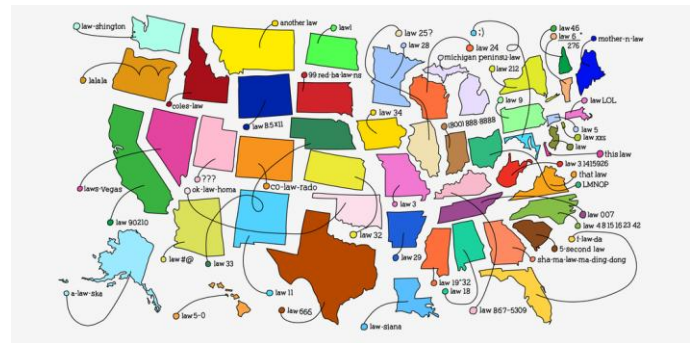 law-shington
another law
law!
law 25?
;)
law 45
law 6
276
mother-n-law
law 28
law 24
michigan peninsu-law
law 212
lalala
99 red-ba-law-ns
coles-law
law 8.5x11
law 34
(800) 888 8888
law 9
law LOL
law 5
law xxs
law
this law
law 3.1415926
that law
LMNOP
???
ok-law-homa
co-law-rado
laws-vegas
law 3
law 90210
law 32
law 007
law 4 8 15 16 23 42
f-law-da
5-second law
sha-ma-law-ma-ding-dong
law #@
law 33
law 29
a-law-ska
law 11
law 19*32
law 18
law 5-0
law 666
law-siana
law 867-5309